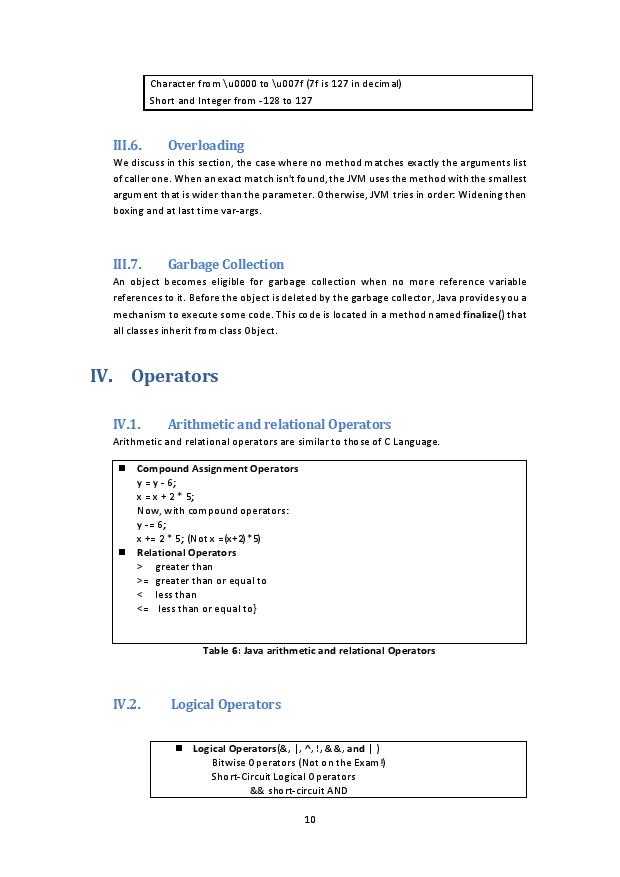 Character from \u0000 to \u007f (7f is 127 in decimal)
Short and Integer from -128 to 127
III.6. Overloading
We discuss in this section, the case where no method matches exactly the arguments list
of caller one. When an exact match isn't found, the JVM uses the method with the smallest
argument that is wider than the parameter. Otherwise, JVM tries in order: Widening then
boxing and at last time var-args.
III.7. Garbage Collection
An object becomes eligible for garbage collection when no more reference variable
references to it. Before the object is deleted by the garbage collector, Java provides you a
mechanism to execute some code. This code is located in a method named finalize() that
all classes inherit from class Object.
IV. Operators
IV.1. Arithmetic and relational Operators
Arithmetic and relational operators are similar to those of C Language.
■ Compound Assignment Operators
y = y - 6;
x = x + 2 * 5;
Now, with compound operators:
y -= 6;
x += 2 * 5; (Not x =(x+2)*5)
■ Relational Operators
> greater than
>= greater than or equal to
< less than
<= less than or equal to}
Table 6: Java arithmetic and relational Operators
IV.2. Logical Operators
■ Logical Operators(&, |, ^, !, &&, and | )
Bitwise Operators (Not on the Exam!)
Short-Circuit Logical Operators
&& short-circuit AND
10